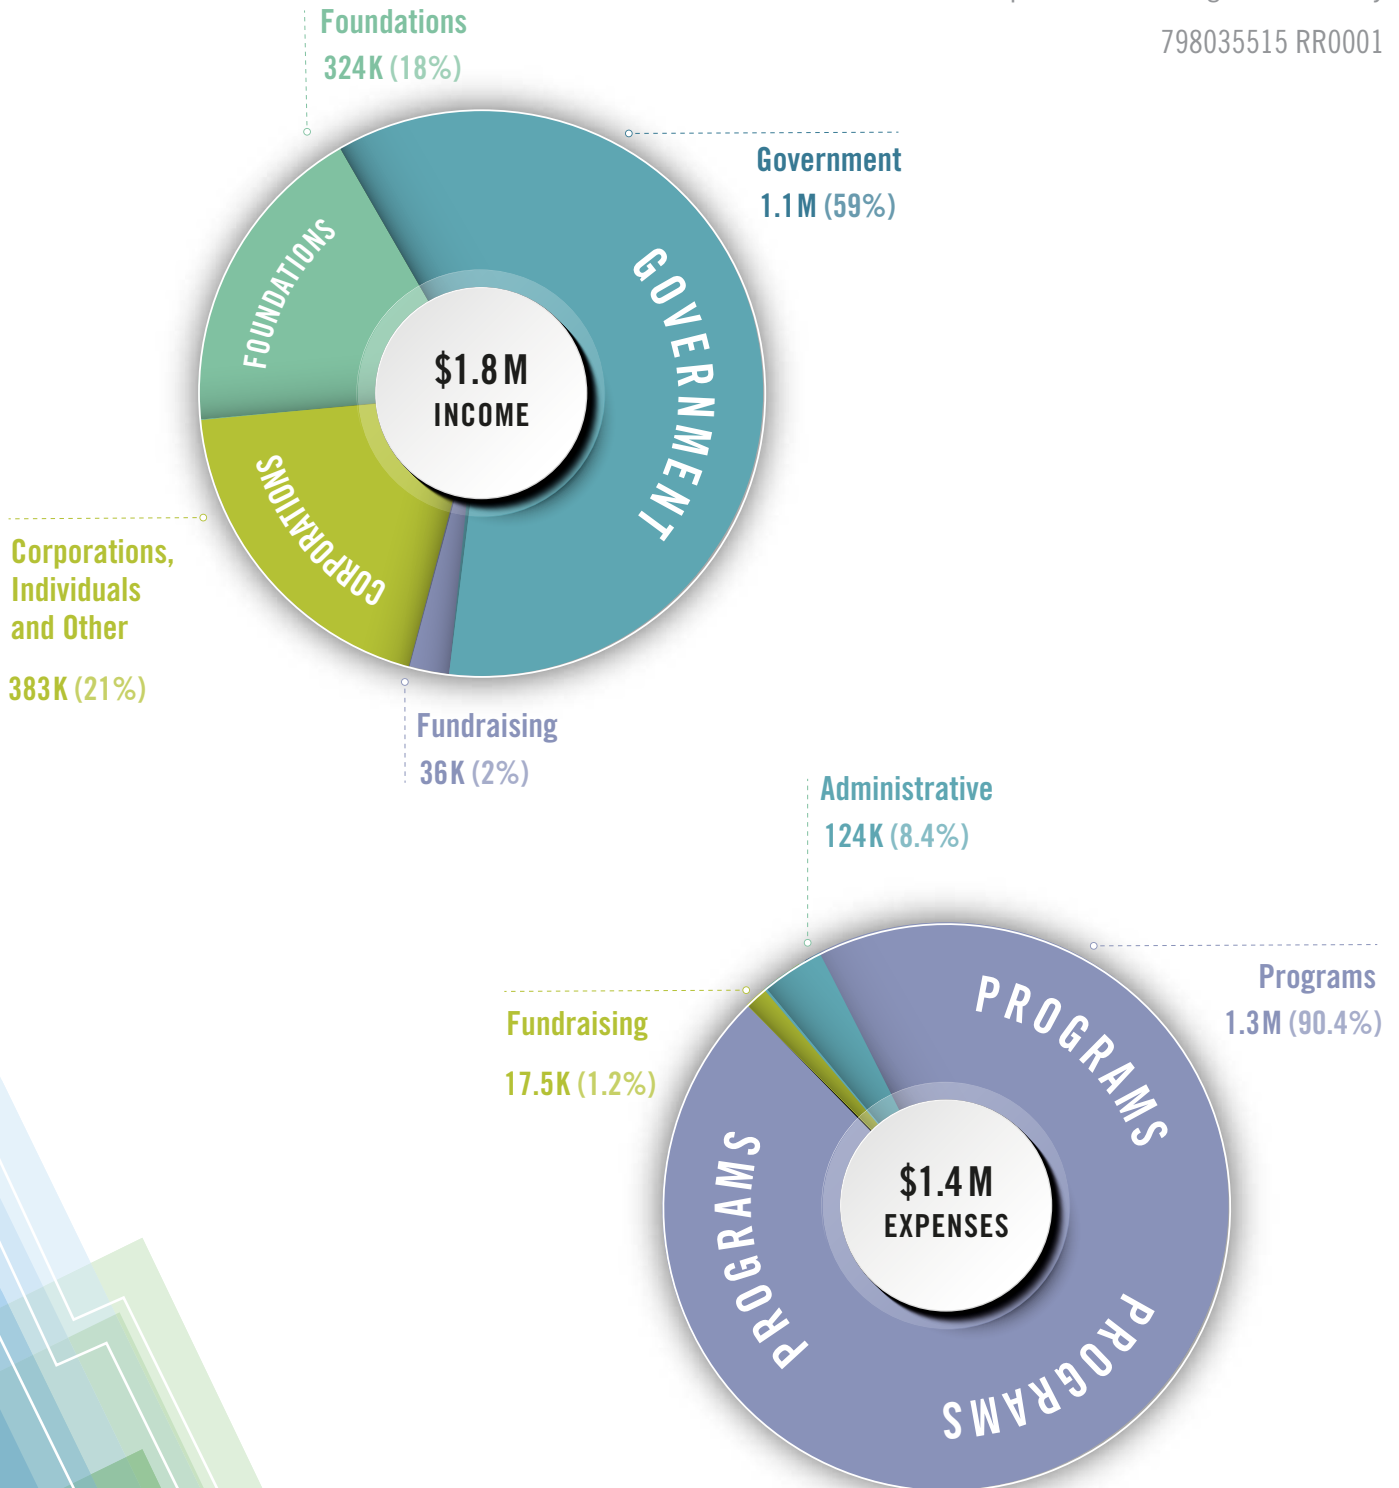 798035515 RR0001
Foundations
324K (18%)
Government
1.1M (59%)
FOUNDATIONS
GOVERNMENT
$1.8 M
INCOME
CORPORATIONS
Corporations,
Individuals
and Other
383K (21%)
Fundraising
36K (2%)
Administrative
124K (8.4%)
Programs
1.3M (90.4%)
Fundraising
17.5K (1.2%)
PROGRAMS
PROGRAMS
$1.4 M
EXPENSES
PROGRAMS